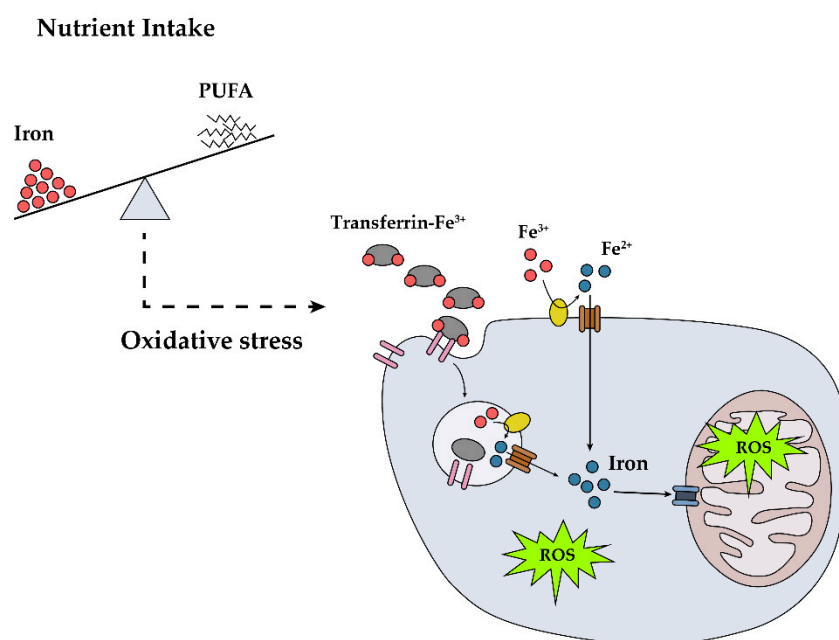 Nutrient Intake
PUFA
Iron
Transferrin-Fe³⁺
Fe³⁺
Fe²⁺
Oxidative stress
Iron
ROS
ROS